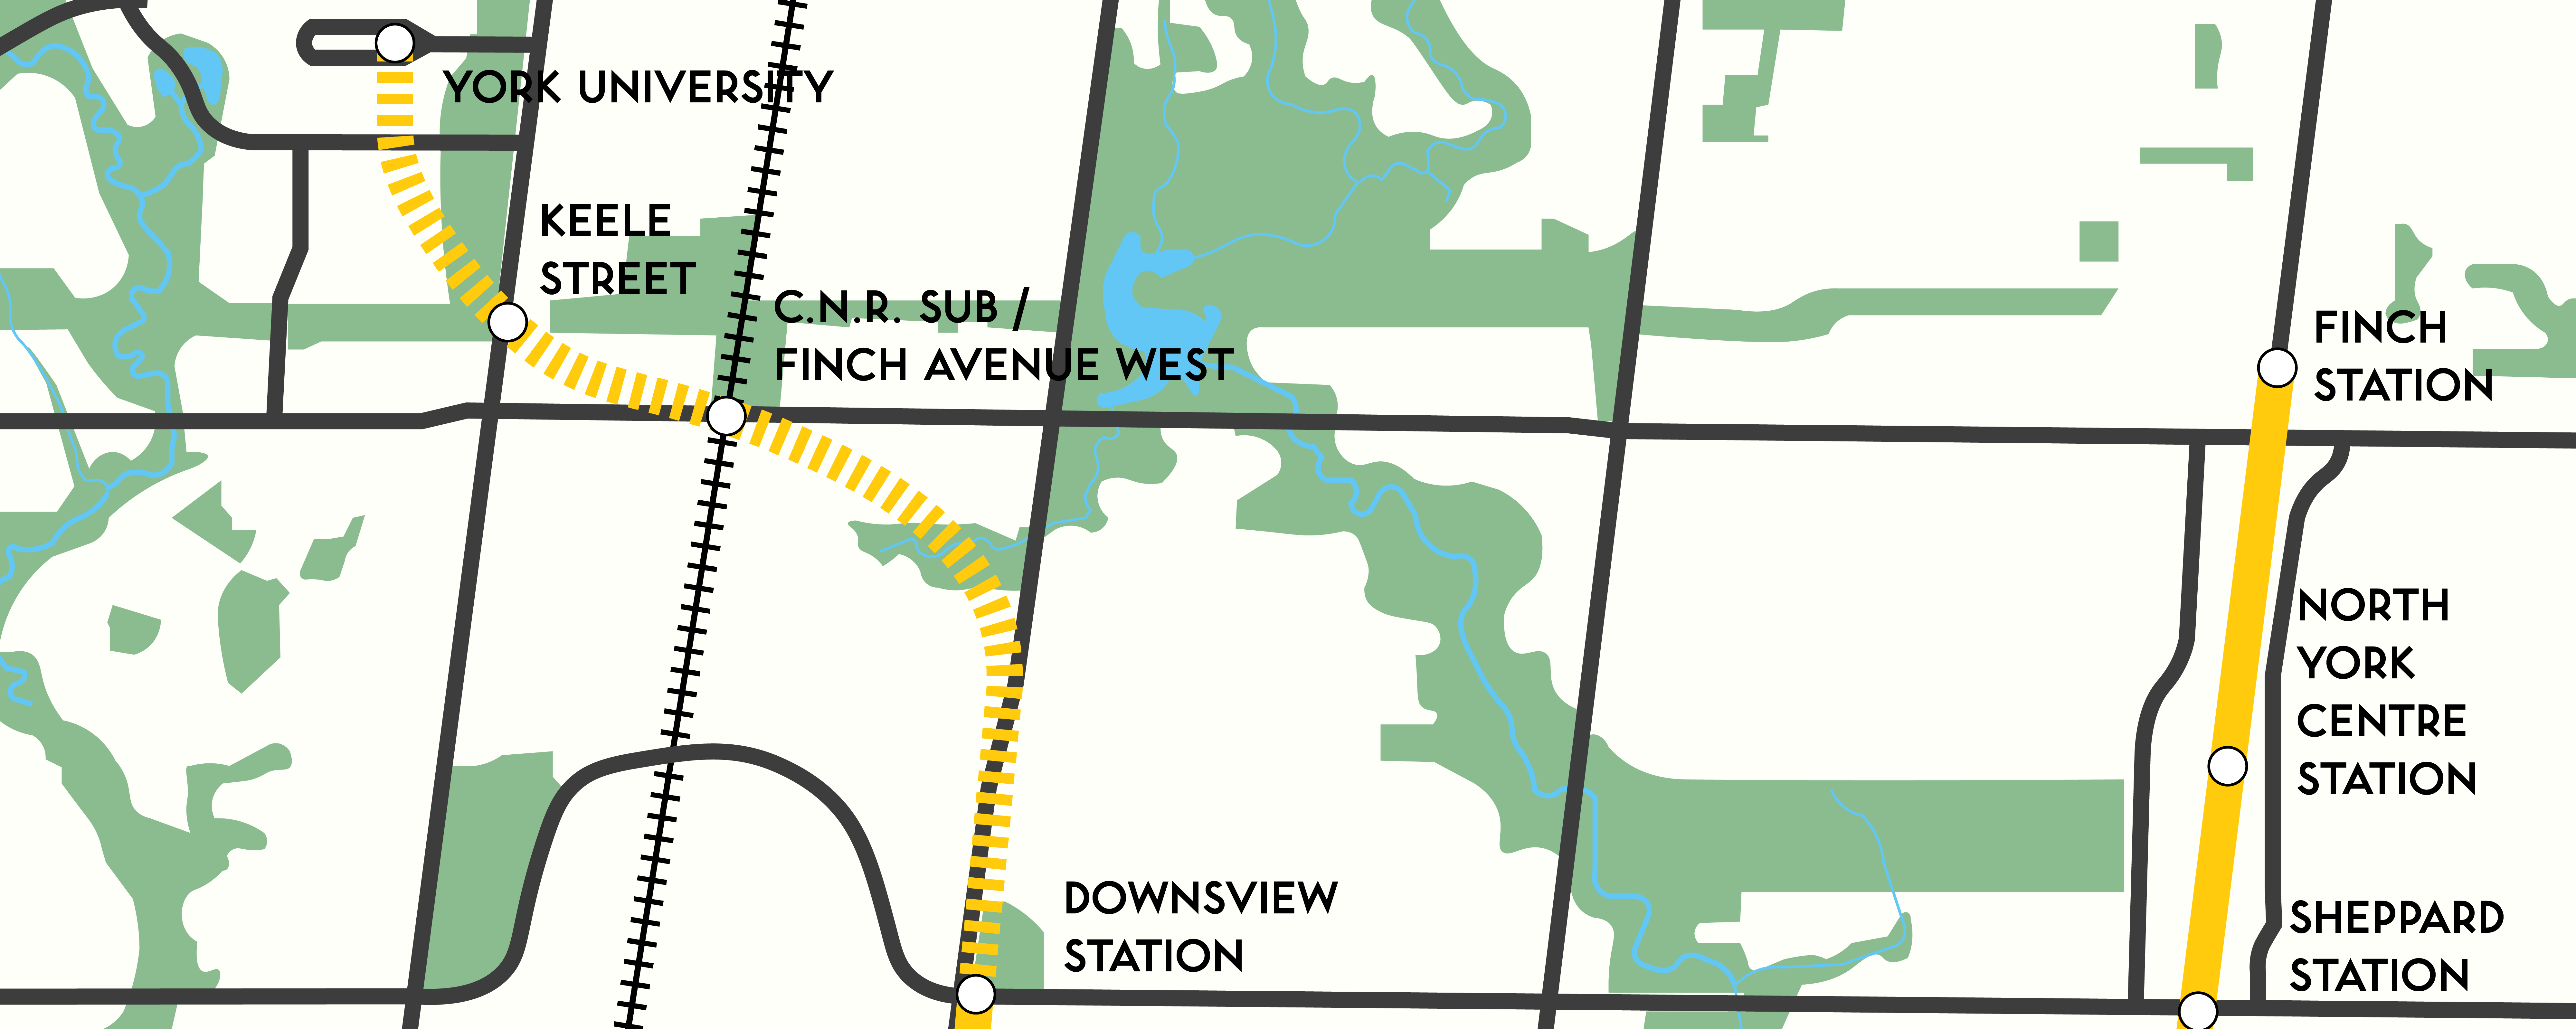 YORK UNIVERSITY
KEELE
STREET
C.N.R. SUB /
FINCH AVENUE WEST
FINCH
STATION
NORTH
YORK
CENTRE
STATION
DOWNSVIEW
STATION
SHEPPARD
STATION